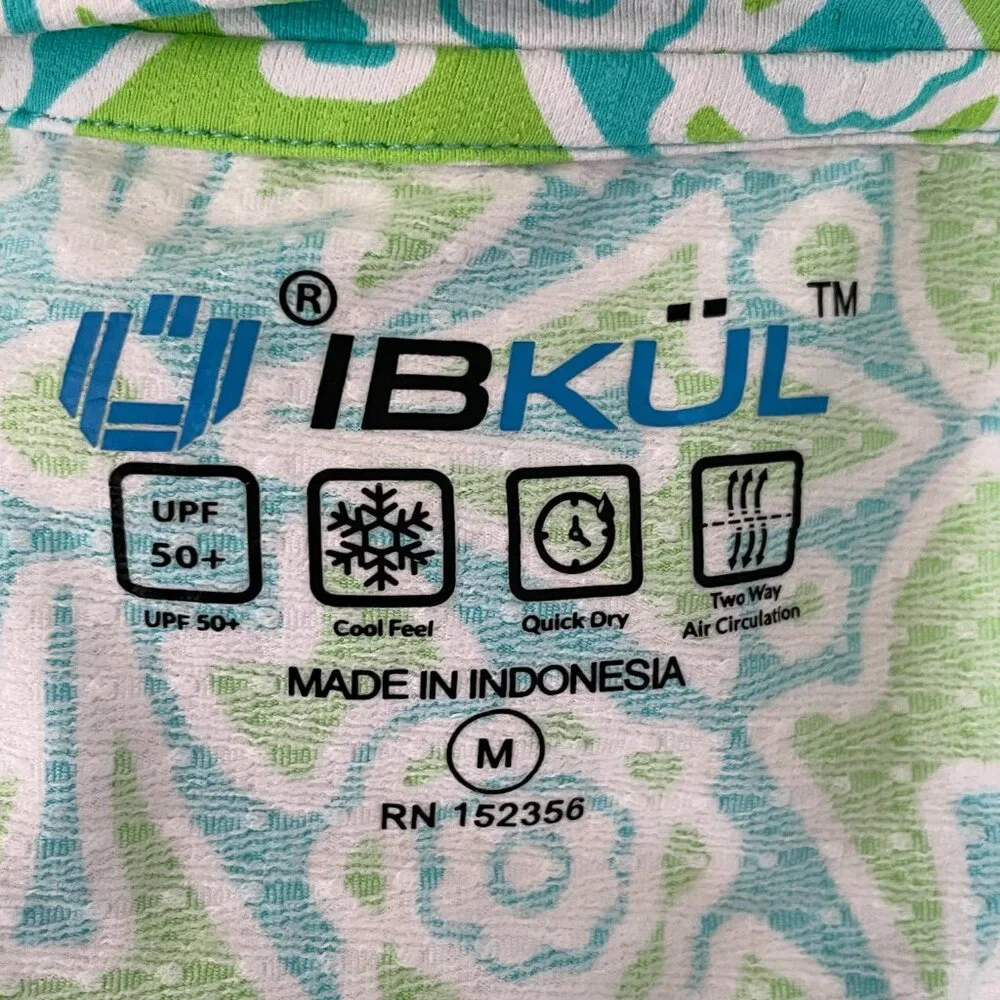 ® IBKÜL™
UPF
50+
UPF 50+
Cool Feel
Quick Dry
Two Way
Air Circulation
MADE IN INDONESIA
M
RN 152356